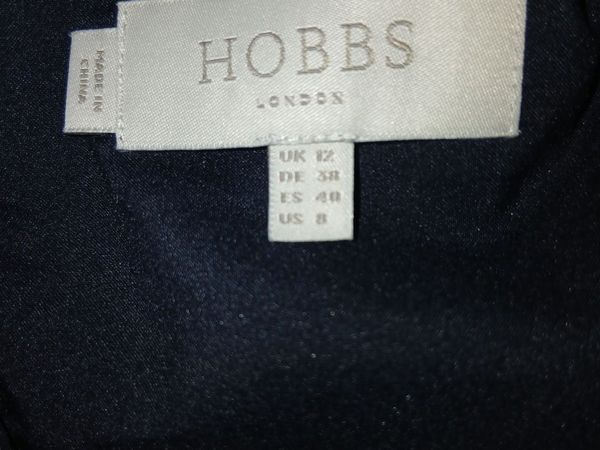 HOBBS
LONDON
MADE IN
CHINA
UK 12
DE 38
ES 40
US 8